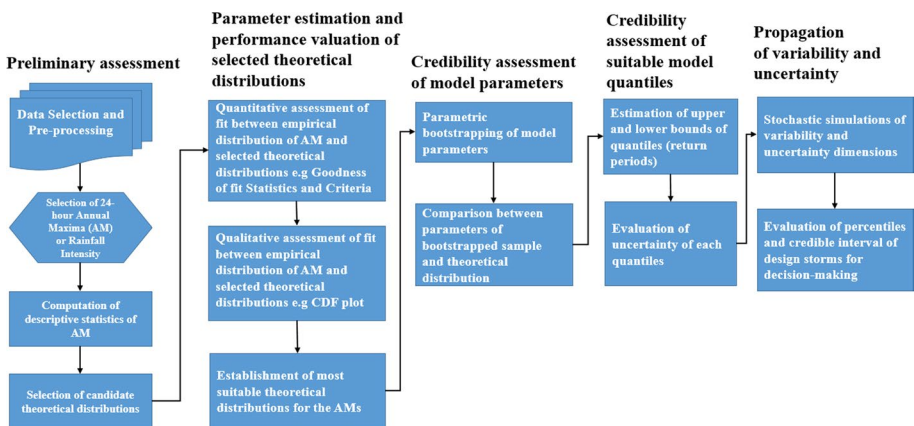 Preliminary assessment
Data Selection and
Pre-processing
Selection of 24-
hour Annual
Maxima (AM)
or Rainfall
Intensity
Computation of
descriptive statistics of
AM
Selection of candidate
theoretical distributions
Parameter estimation and
performance valuation of
selected theoretical
distributions
Quantitative assessment of
fit between empirical
distribution of AM and
selected theoretical
distributions e.g Goodness
of fit Statistics and Criteria
Qualitative assessment of fit
between empirical
distribution of AM and
selected theoretical
distributions e.g CDF plot
Establishment of most
suitable theoretical
distributions for the AMs
Credibility assessment
of model parameters
Parametric
bootstrapping of model
parameters
Comparison between
parameters of
bootstrapped sample
and theoretical
distribution
Credibility
assessment of
suitable model
quantiles
Estimation of upper
and lower bounds of
quantiles (return
periods)
Evaluation of
uncertainty of each
quantiles
Propagation
of variability and
uncertainty
Stochastic simulations of
variability and
uncertainty dimensions
Evaluation of percentiles
and credible interval of
design storms for
decision-making